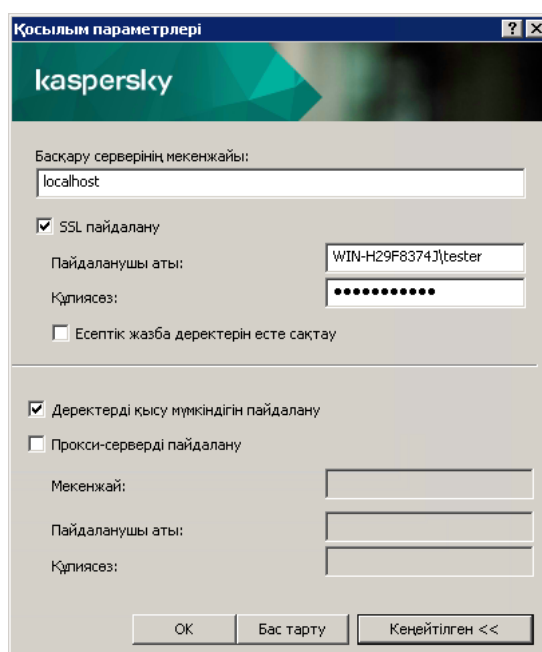 Қосылым параметрлері
kaspersky
Басқару серверінің мекенжайы:
localhost
SSL пайдалану
Пайдаланушы аты: WIN-H29F8374J\tester
Құпиясөз: ●●●●●●●●●●●
Есептік жазба деректерін есте сақтау
Деректерді қысу мүмкіндігін пайдалану
Прокси-серверді пайдалану
Мекенжай:
Пайдаланушы аты:
Құпиясөз:
OK Бас тарту Кеңейтілген <<